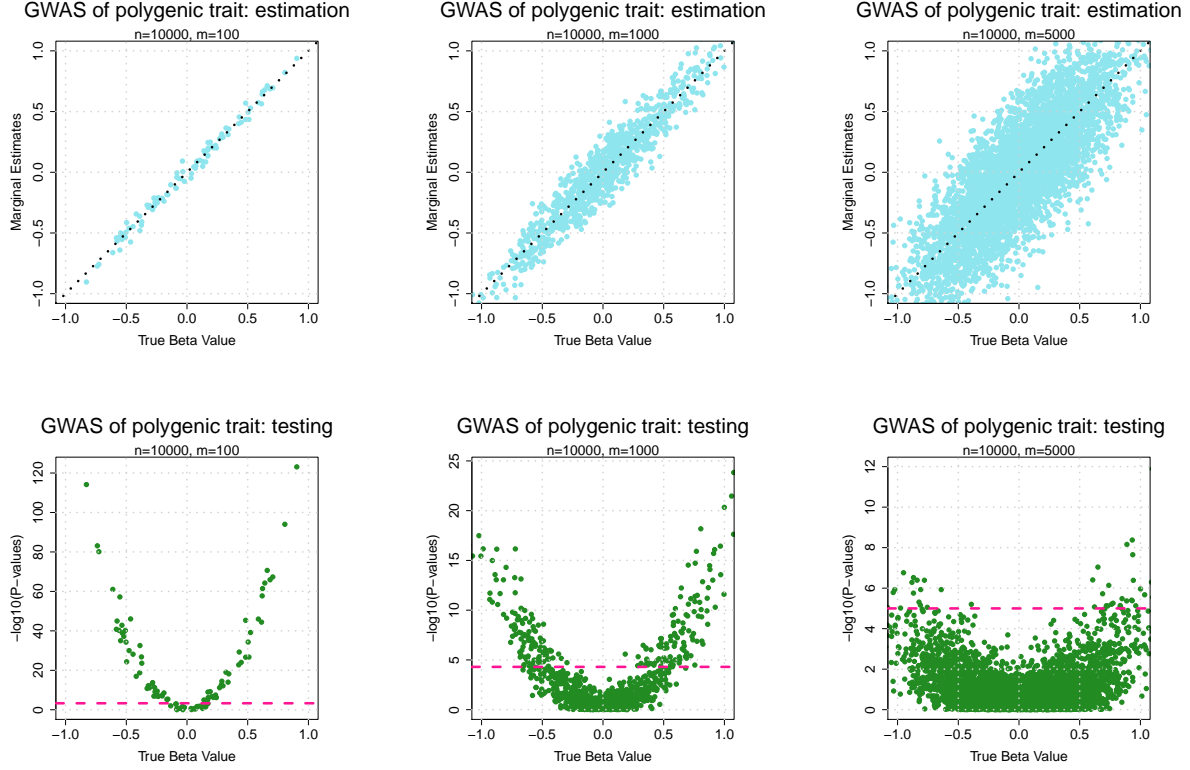 GWAS of polygenic trait: estimation
n=10000, m=100
1.0
0.5
0.0
−0.5
−1.0
Marginal Estimates
−1.0 −0.5 0.0 0.5 1.0
True Beta Value
GWAS of polygenic trait: estimation
n=10000, m=1000
1.0
0.5
0.0
−0.5
−1.0
Marginal Estimates
−1.0 −0.5 0.0 0.5 1.0
True Beta Value
GWAS of polygenic trait: estimation
n=10000, m=5000
1.0
0.5
0.0
−0.5
−1.0
Marginal Estimates
−1.0 −0.5 0.0 0.5 1.0
True Beta Value
GWAS of polygenic trait: testing
n=10000, m=100
120
100
80
60
40
20
0
−log10(P−values)
−1.0 −0.5 0.0 0.5 1.0
True Beta Value
GWAS of polygenic trait: testing
n=10000, m=1000
25
20
15
10
5
0
−log10(P−values)
−1.0 −0.5 0.0 0.5 1.0
True Beta Value
GWAS of polygenic trait: testing
n=10000, m=5000
12
10
8
6
4
2
0
−log10(P−values)
−1.0 −0.5 0.0 0.5 1.0
True Beta Value